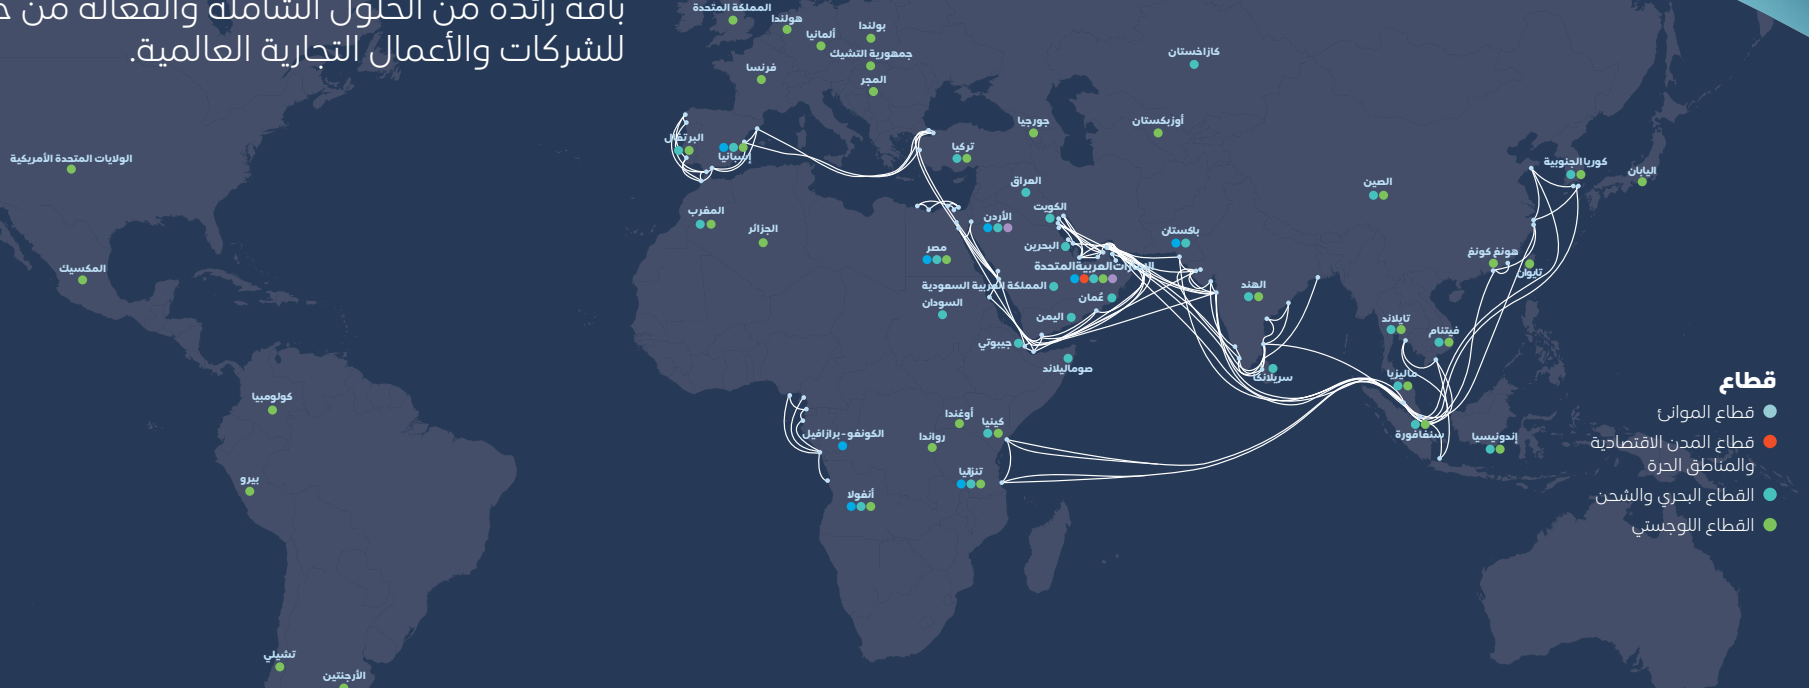 باقة رائدة من الحلول الشاملة والفعالة من
للشركات والأعمال التجارية العالمية.
المملكة المتحدة
هولندا
ألمانيا
بولندا
جمهورية التشيك
فرنسا
المجر
كازاخستان
جورجيا
أوزبكستان
البرتغال
إسبانيا
تركيا
الولايات المتحدة الأمريكية
كوريا الجنوبية
اليابان
الصين
العراق
الكويت
المغرب
الجزائر
الأردن
باكستان
البحرين
مصر
هونغ كونغ
تايوان
المكسيك
الإمارات العربية المتحدة
المملكة العربية السعودية
الهند
عُمان
السودان
اليمن
تايلاند
فيتنام
جيبوتي
صوماليلاند
سريلانكا
ماليزيا
كولومبيا
أوغندا
كينيا
الكونغو - برازافيل
رواندا
سنغافورة
إندونيسيا
تنزانيا
بيرو
أنغولا
تشيلي
الأرجنتين
قطاع
قطاع الموانئ
قطاع المدن الاقتصادية
والمناطق الحرة
القطاع البحري والشحن
القطاع اللوجستي